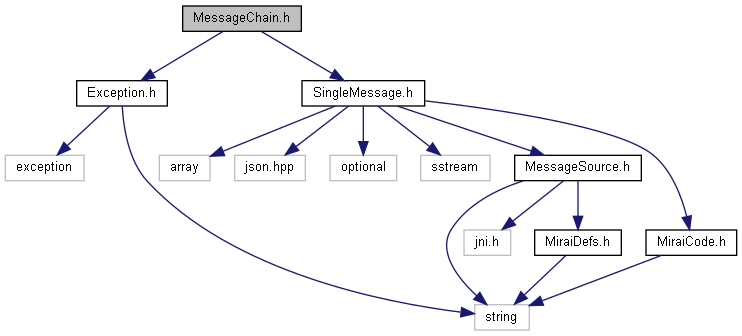 MessageChain.h
Exception.h
SingleMessage.h
exception
array
json.hpp
optional
sstream
MessageSource.h
jni.h
MiraiDefs.h
MiraiCode.h
string